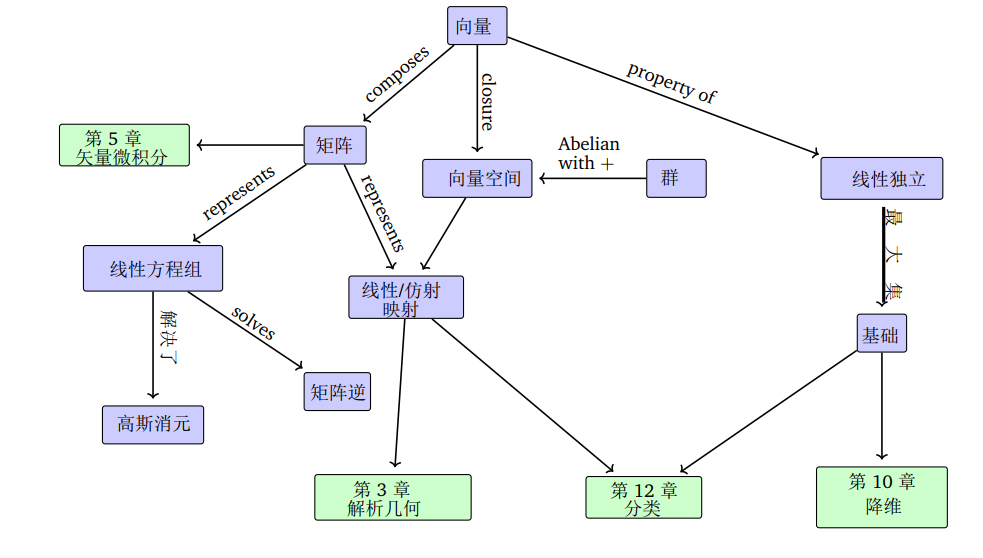 向量
composes
closure
property of
第 5 章
矢量微积分
矩阵
Abelian
with +
向量空间
群
线性独立
represents
represents
最大集
线性方程组
线性/仿射
映射
解决了
solves
基础
矩阵逆
高斯消元
第 3 章
解析几何
第 12 章
分类
第 10 章
降维